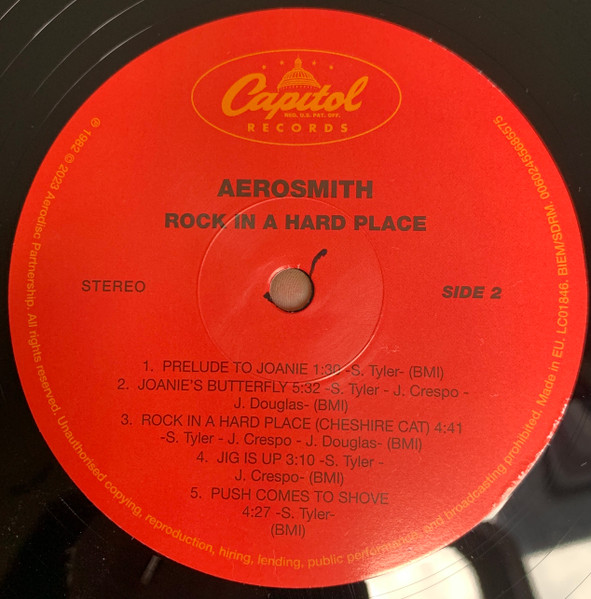 Capitol
REG. U.S. PAT. OFF.
RECORDS
AEROSMITH
ROCK IN A HARD PLACE
STEREO
SIDE 2
1. PRELUDE TO JOANIE 1:30 -S. Tyler- (BMI)
2. JOANIE'S BUTTERFLY 5:32 -S. Tyler - J. Crespo -
J. Douglas- (BMI)
3. ROCK IN A HARD PLACE (CHESHIRE CAT) 4:41
-S. Tyler - J. Crespo - J. Douglas- (BMI)
4. JIG IS UP 3:10 -S. Tyler -
J. Crespo- (BMI)
5. PUSH COMES TO SHOVE
4:27 -S. Tyler-
(BMI)
℗ 1982 © 2023 Aerodisc Partnership. All rights reserved. Unauthorised copying, reproduction, hiring, lending, public performance and broadcasting prohibited. Made in EU. LC01846. BIEM/SDRM. 00602455685575